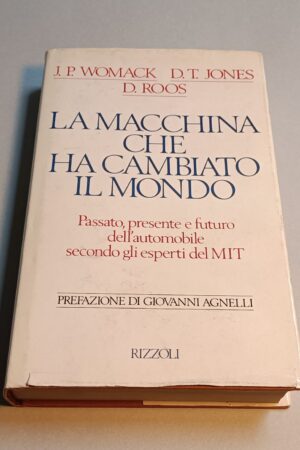 J. P. WOMACK D. T. JONES
D. ROOS
LA MACCHINA
CHE
HA CAMBIATO
IL MONDO
Passato, presente e futuro
dell'automobile
secondo gli esperti del MIT
PREFAZIONE DI GIOVANNI AGNELLI
RIZZOLI